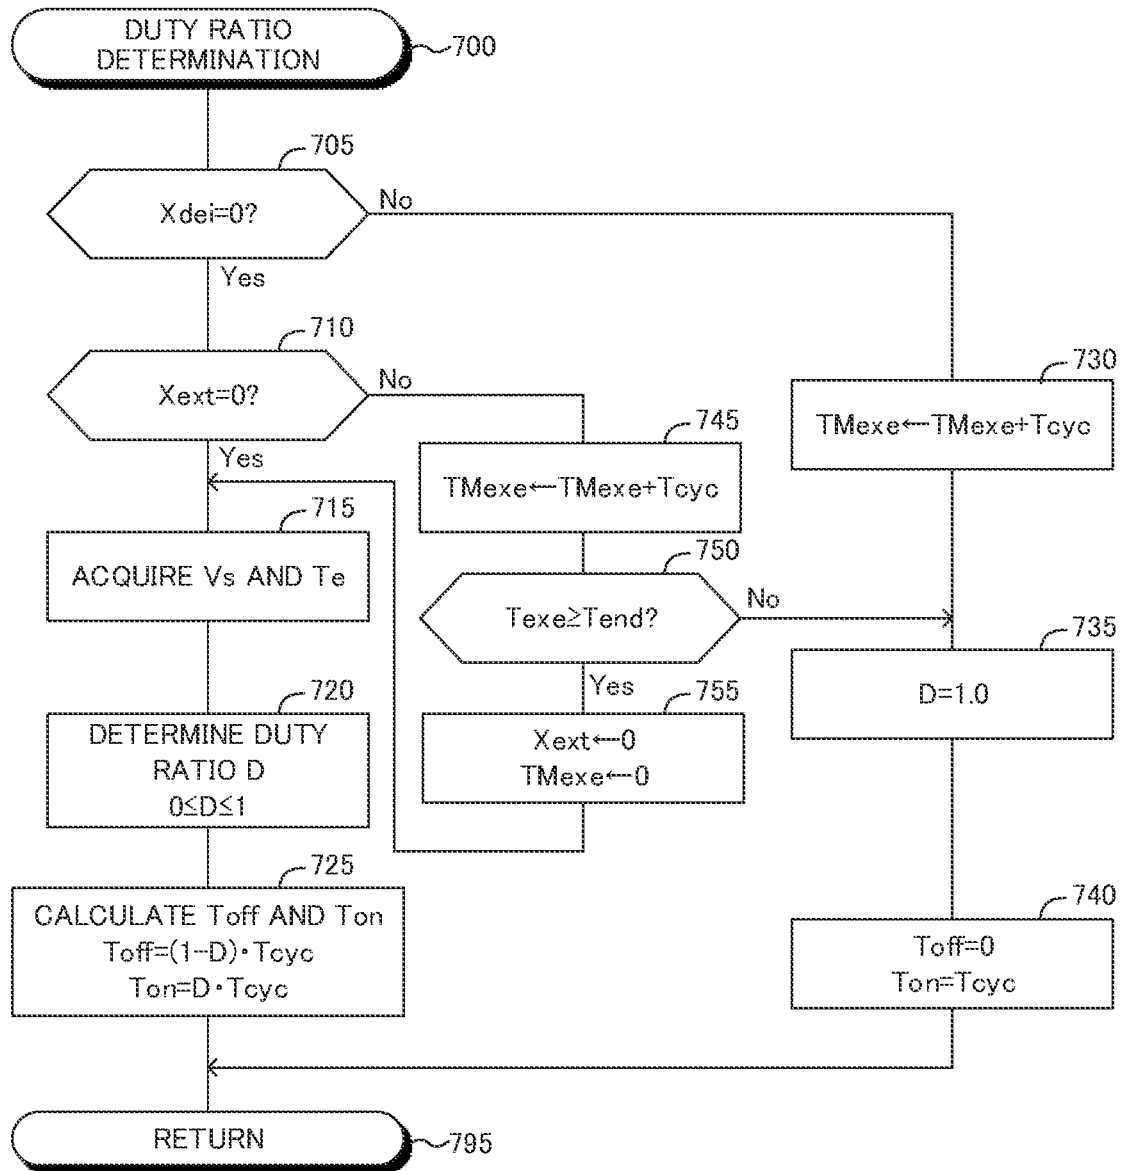 DUTY RATIO
DETERMINATION
700
705
Xdei=0?
No
Yes
710
Xext=0?
No
Yes
730
TMexe←TMexe+Tcyc
745
TMexe←TMexe+Tcyc
715
ACQUIRE Vs AND Te
750
Texe≥Tend?
No
Yes
735
D=1.0
720
DETERMINE DUTY
RATIO D
0≤D≤1
755
Xext←0
TMexe←0
725
CALCULATE Toff AND Ton
Toff=(1-D)・Tcyc
Ton=D・Tcyc
740
Toff=0
Ton=Tcyc
RETURN
795